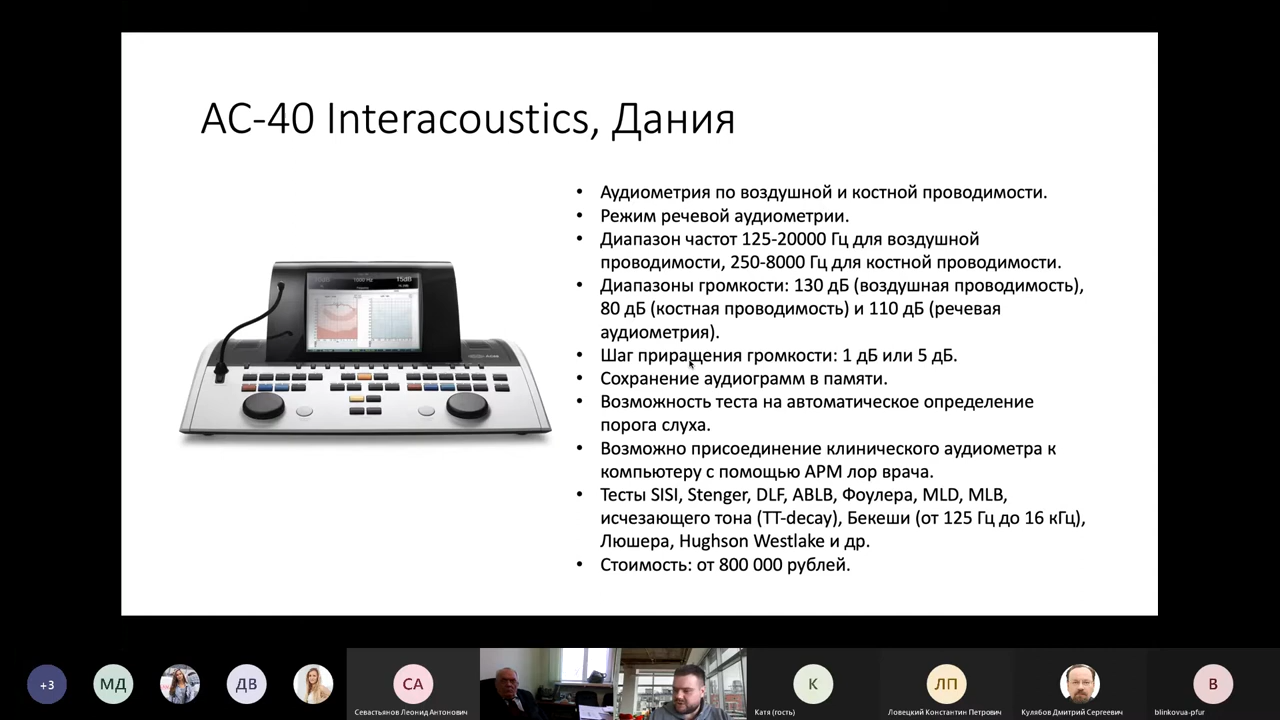 AC-40 Interacoustics, Дания
• Аудиометрия по воздушной и костной проводимости.
• Режим речевой аудиометрии.
• Диапазон частот 125-20000 Гц для воздушной
проводимости, 250-8000 Гц для костной проводимости.
• Диапазоны громкости: 130 дБ (воздушная проводимость),
80 дБ (костная проводимость) и 110 дБ (речевая
аудиометрия).
• Шаг приращения громкости: 1 дБ или 5 дБ.
• Сохранение аудиограмм в памяти.
• Возможность теста на автоматическое определение
порога слуха.
• Возможно присоединение клинического аудиометра к
компьютеру с помощью АРМ лор врача.
• Тесты SISI, Stenger, DLF, ABLB, Фоулера, MLD, MLB,
исчезающего тона (TT-decay), Бекеши (от 125 Гц до 16 кГц),
Люшера, Hughson Westlake и др.
• Стоимость: от 800 000 рублей.
1000 Hz
15dB
+3
МД
ДВ
СА
К
ЛП
B
Севастьянов Леонид Антонович
Катя (гость)
Ловецкий Константин Петрович
Кулябов Дмитрий Сергеевич
blinkovua-pfur